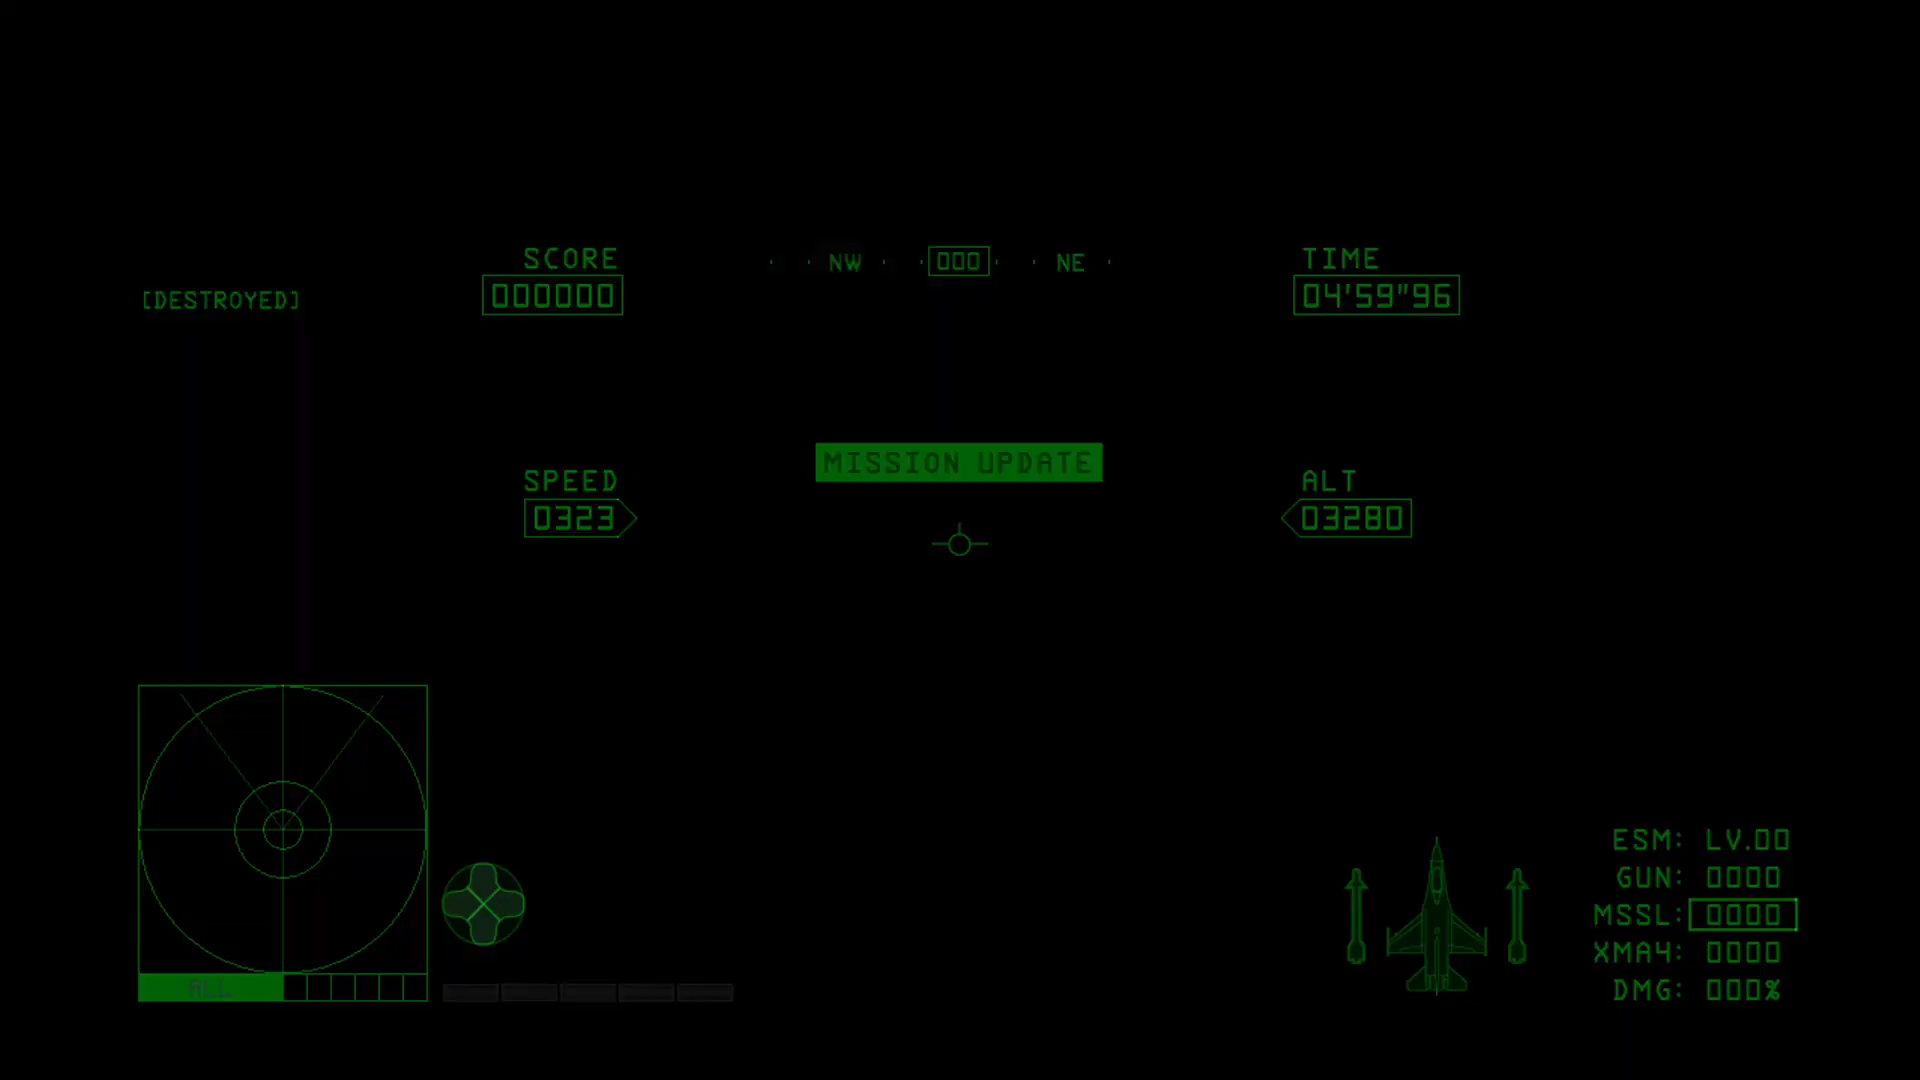 SCORE
000000
NW 000 NE
TIME
04'59"96
[DESTROYED]
MISSION UPDATE
SPEED
0323
ALT
03280
ALL
ESM: LV.00
GUN: 0000
MSSL: 0000
XMA4: 0000
DMG: 000%